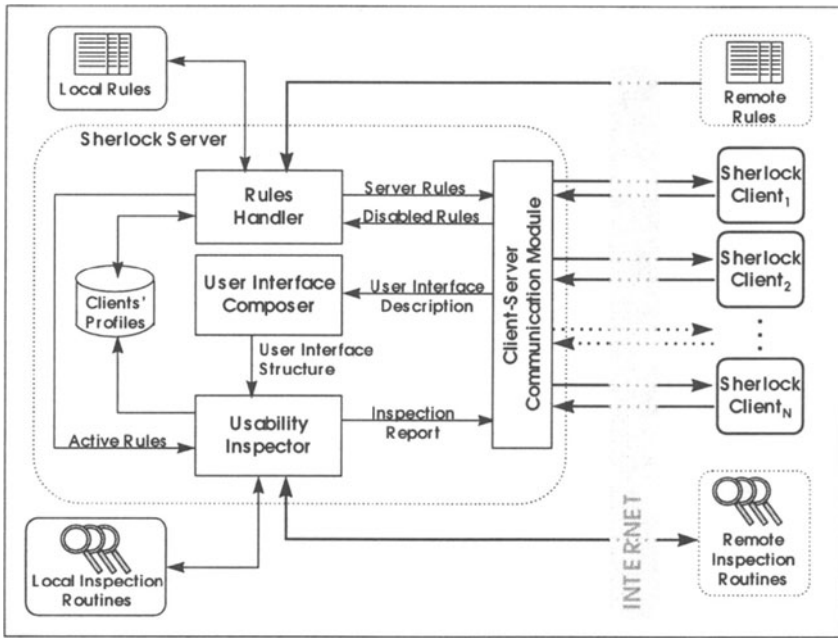 Local Rules
Remote
Rules
Sherlock Server
Rules
Handler
Server Rules
Disabled Rules
Sherlock
Client1
Clients'
Profiles
User Interface
Composer
User Interface
Description
Client-Server
Communication Module
Sherlock
Client2
User Interface
Structure
Usability
Inspector
Inspection
Report
Active Rules
Sherlock
ClientN
Local Inspection
Routines
INTERNET
Remote
Inspection
Routines